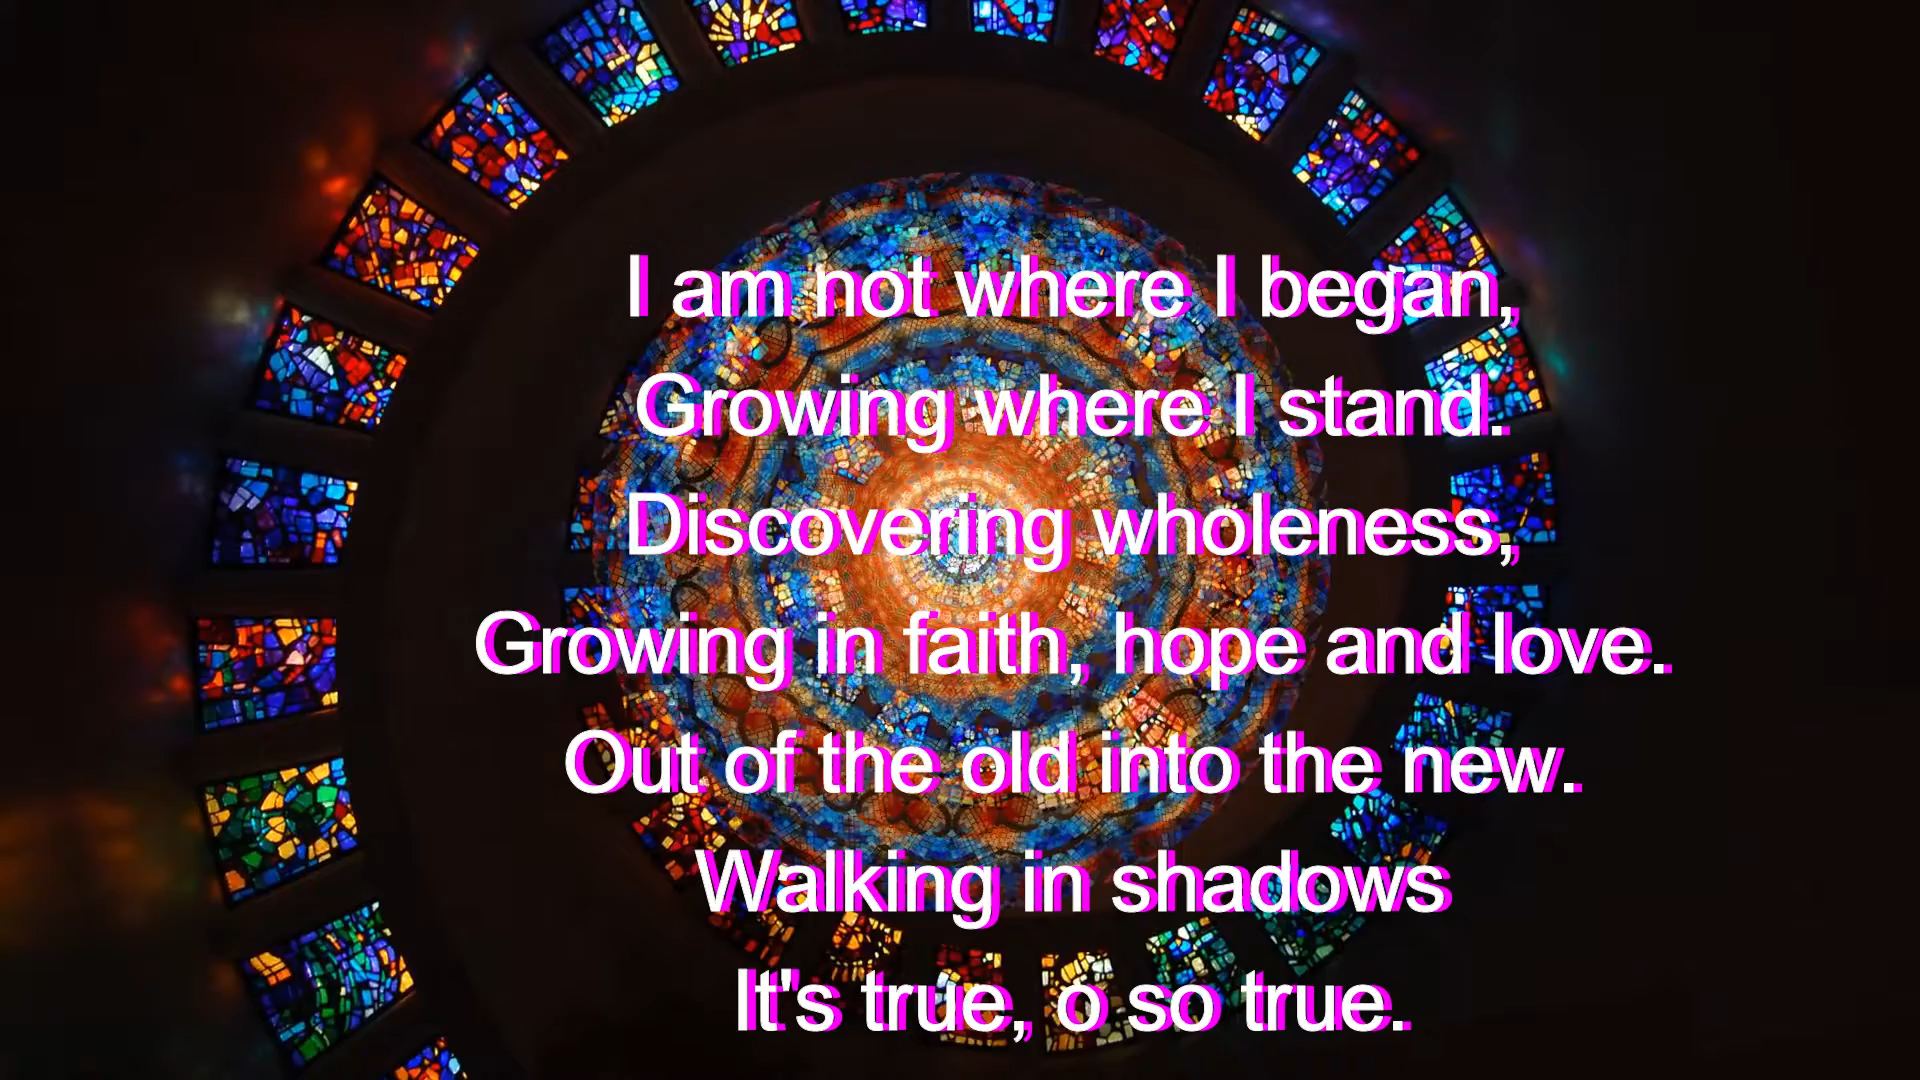 I am not where I began,
Growing where I stand.
Discovering wholeness,
Growing in faith, hope and love.
Out of the old into the new.
Walking in shadows
It's true, o so true.